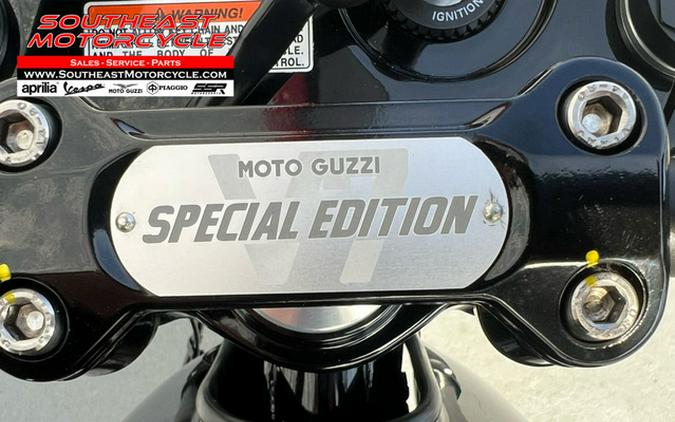 SOUTHEAST
MOTORCYCLE
SALES - SERVICE - PARTS
www.SoutheastMotorcycle.com
aprilia Vespa MOTO GUZZI PIAGGIO
WARNING!
IGNITION
MOTO GUZZI
V7
SPECIAL EDITION